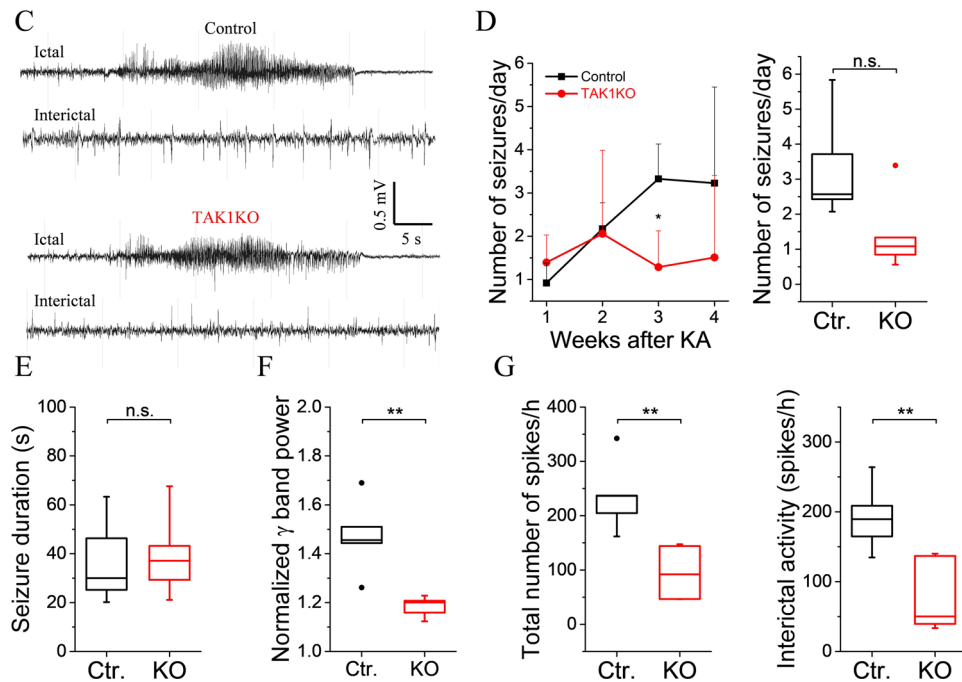 C
Control
Ictal
Interictal
0.5 mV
5 s
TAK1KO
Ictal
Interictal
D
Number of seizures/day
6
5
4
3
2
1
Control
TAK1KO
*
1 2 3 4
Weeks after KA
Number of seizures/day
6
5
4
3
2
1
0
n.s.
Ctr. KO
E
Seizure duration (s)
100
80
60
40
20
0
n.s.
Ctr. KO
F
Normalized γ band power
2.0
1.8
1.6
1.4
1.2
1.0
**
Ctr. KO
G
Total number of spikes/h
400
300
200
100
0
**
Ctr. KO
Interictal activity (spikes/h)
200
100
0
**
Ctr. KO